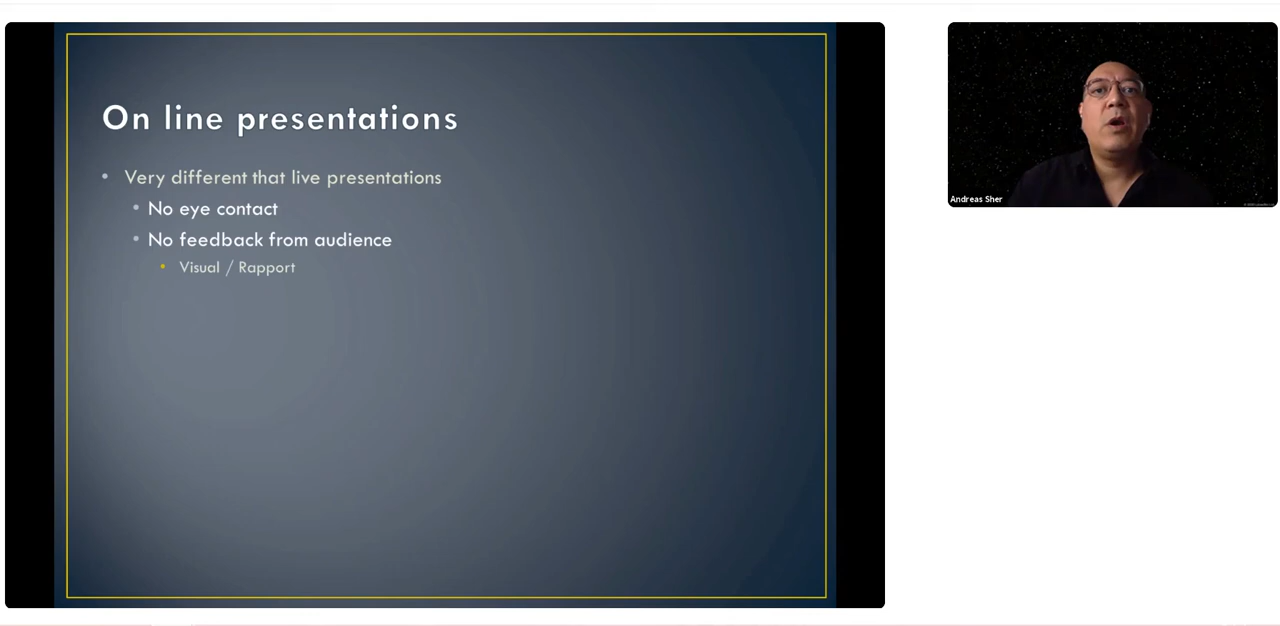 On line presentations
• Very different that live presentations
• No eye contact
• No feedback from audience
• Visual / Rapport
Andreas Sher